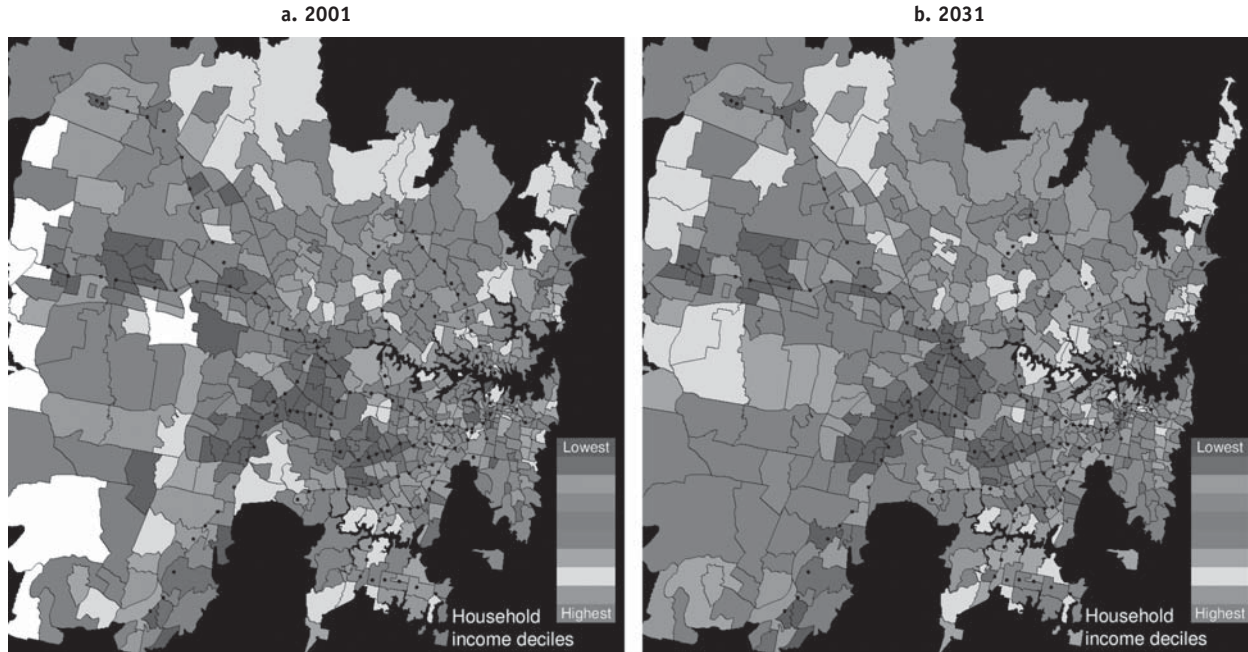 a. 2001
b. 2031
Lowest
Highest
Household
income deciles
Lowest
Highest
Household
income deciles